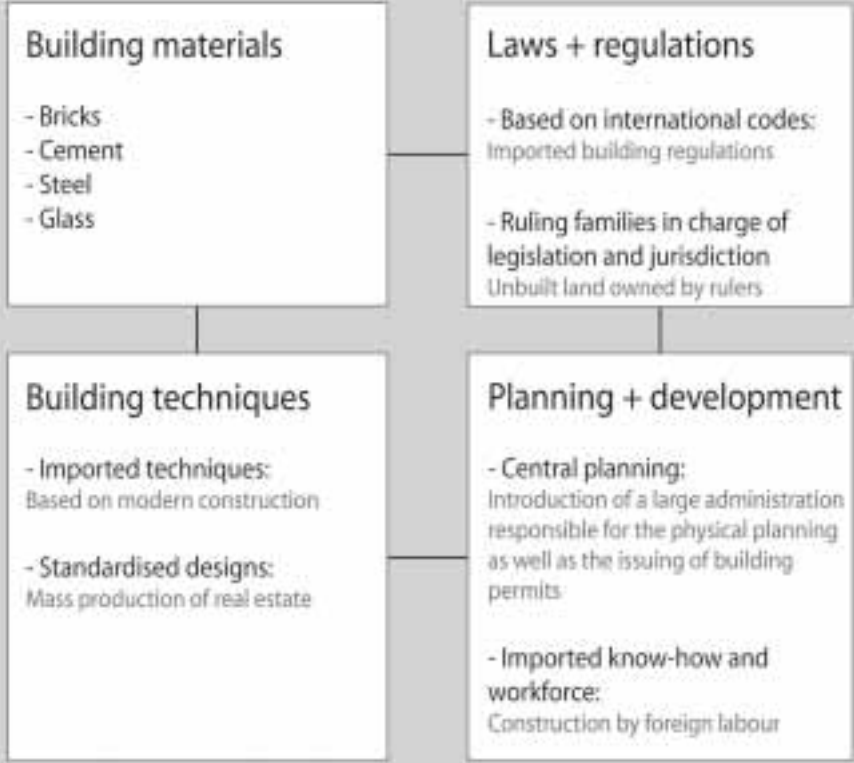 Building materials
- Bricks
- Cement
- Steel
- Glass
Laws + regulations
- Based on international codes:
Imported building regulations
- Ruling families in charge of
legislation and jurisdiction
Unbuilt land owned by rulers
Building techniques
- Imported techniques:
Based on modern construction
- Standardised designs:
Mass production of real estate
Planning + development
- Central planning:
Introduction of a large administration
responsible for the physical planning
as well as the issuing of building
permits
- Imported know-how and
workforce:
Construction by foreign labour